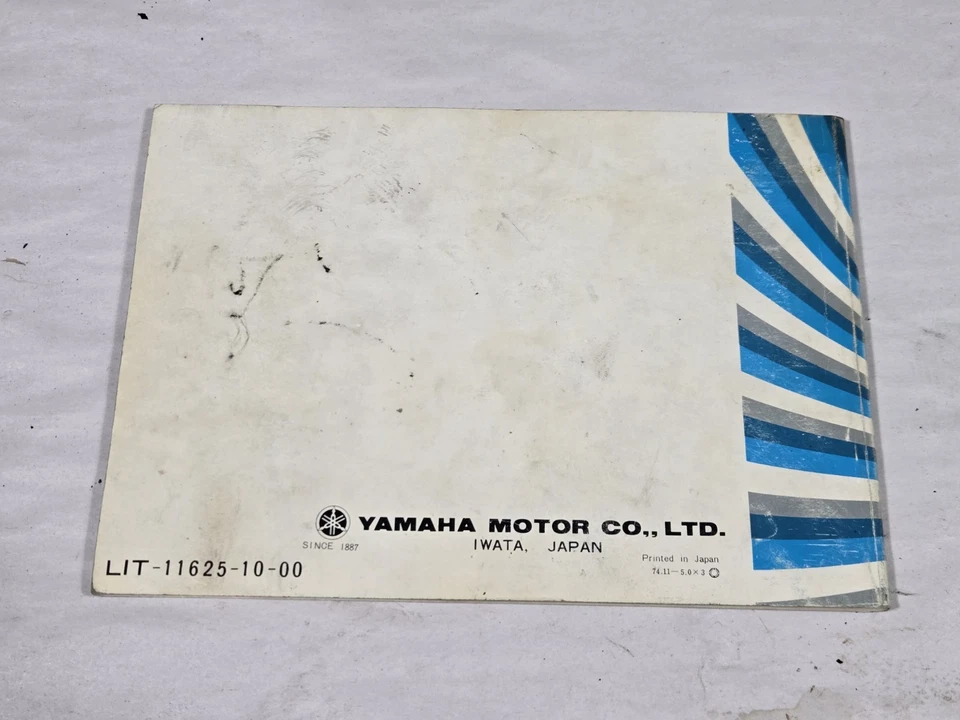 YAMAHA MOTOR CO., LTD.
SINCE 1887
IWATA, JAPAN
Printed in Japan
74.11－5.0×3
LIT-11625-10-00